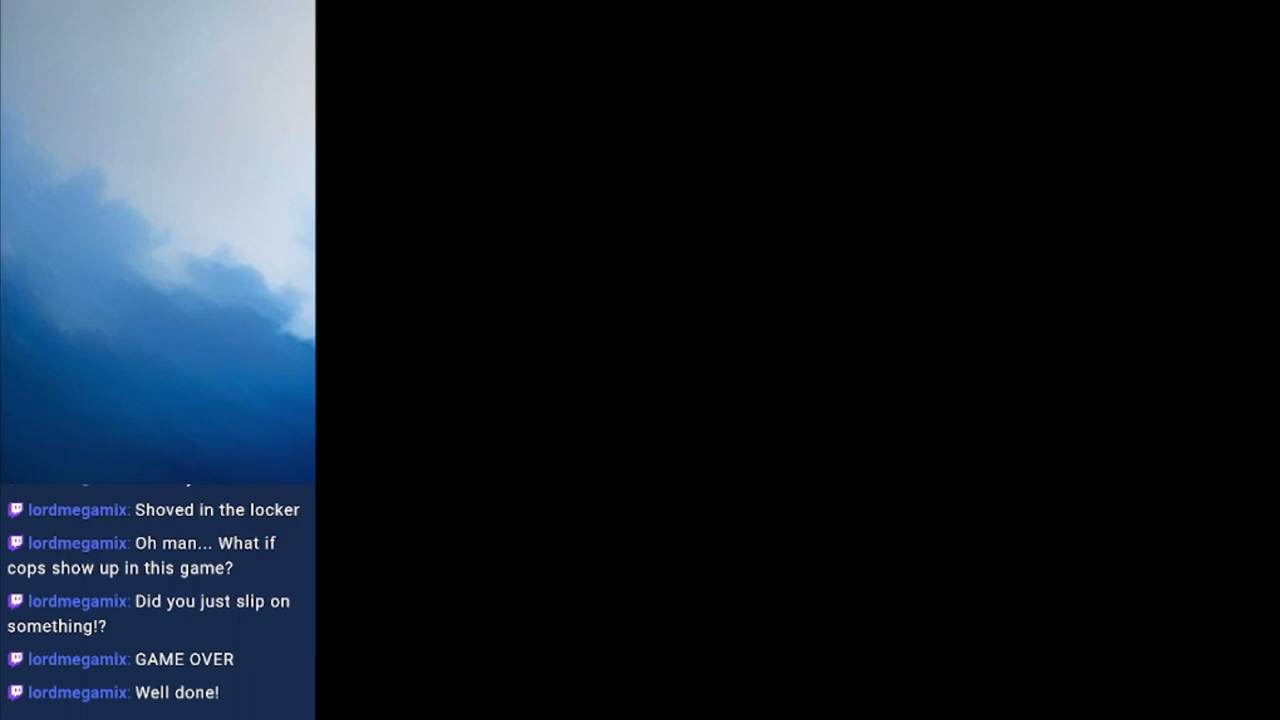 lordmegamix: Shoved in the locker
lordmegamix: Oh man... What if
cops show up in this game?
lordmegamix: Did you just slip on
something!?
lordmegamix: GAME OVER
lordmegamix: Well done!